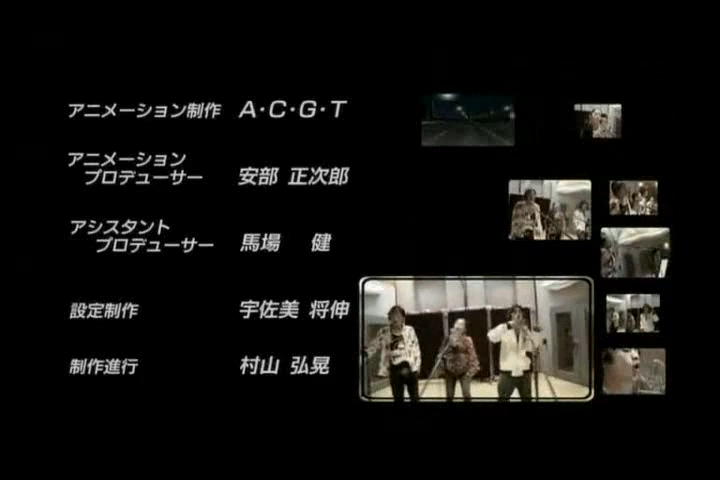 アニメーション制作 A・C・G・T
アニメーション
プロデューサー 安部 正次郎
アシスタント
プロデューサー 馬場 健
設定制作 宇佐美 将伸
制作進行 村山 弘晃